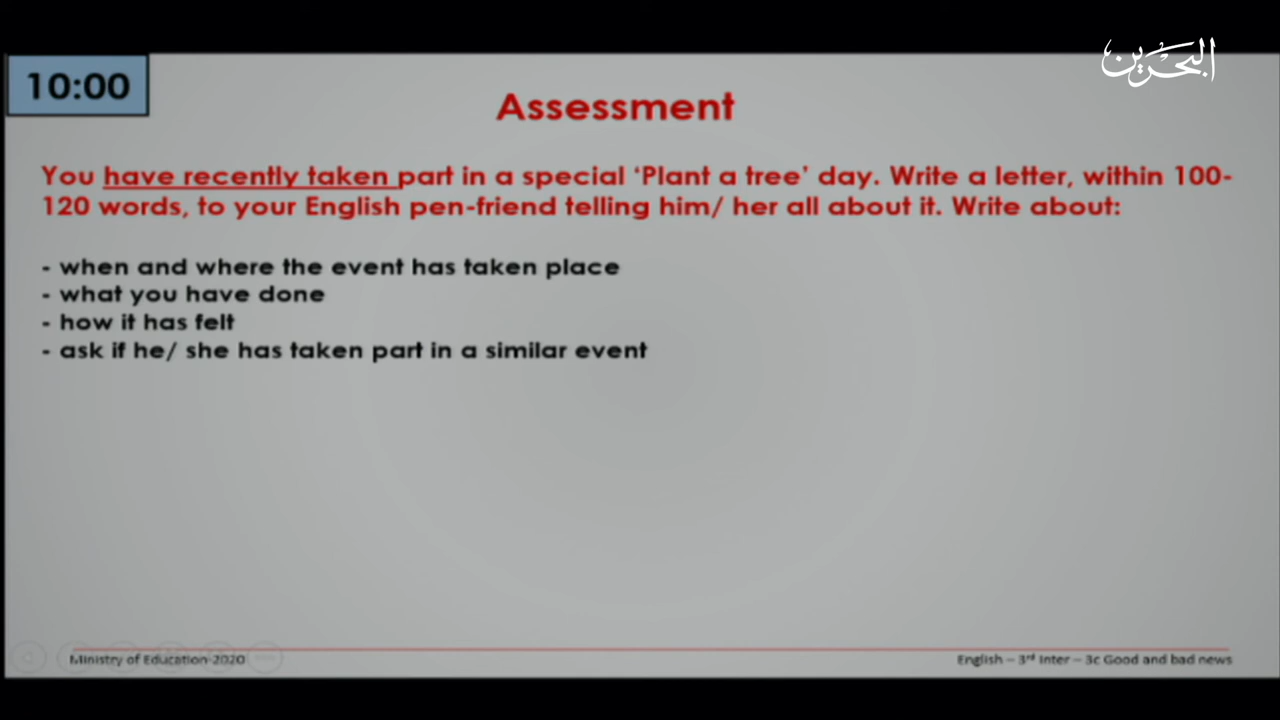 البحرين
10:00
Assessment
You have recently taken part in a special ‘Plant a tree’ day. Write a letter, within 100-
120 words, to your English pen-friend telling him/ her all about it. Write about:
- when and where the event has taken place
- what you have done
- how it has felt
- ask if he/ she has taken part in a similar event
Ministry of Education-2020
English – 3rd Inter – 3c Good and bad news